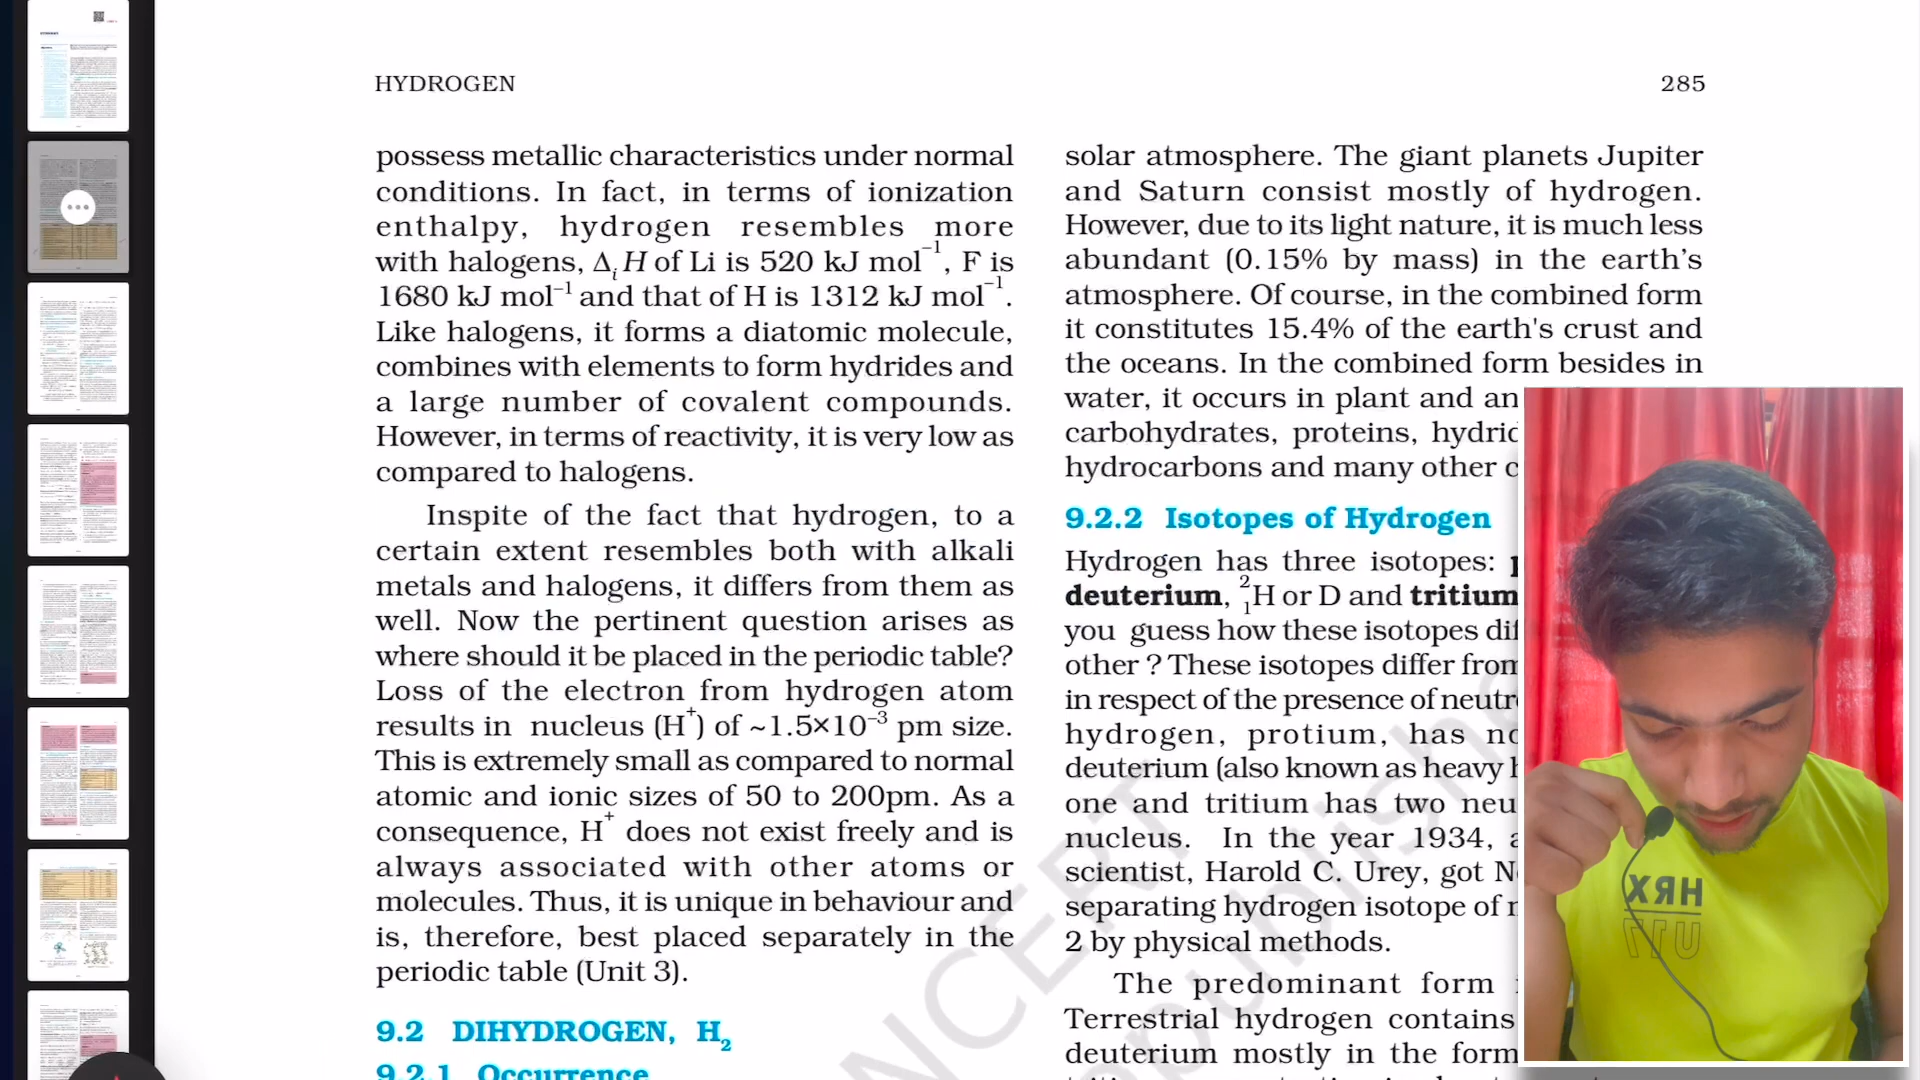 HYDROGEN
285
possess metallic characteristics under normal
conditions. In fact, in terms of ionization
enthalpy, hydrogen resembles more
with halogens, ΔᵢH of Li is 520 kJ mol⁻¹, F is
1680 kJ mol⁻¹ and that of H is 1312 kJ mol⁻¹.
Like halogens, it forms a diatomic molecule,
combines with elements to form hydrides and
a large number of covalent compounds.
However, in terms of reactivity, it is very low as
compared to halogens.
Inspite of the fact that hydrogen, to a
certain extent resembles both with alkali
metals and halogens, it differs from them as
well. Now the pertinent question arises as
where should it be placed in the periodic table?
Loss of the electron from hydrogen atom
results in nucleus (H⁺) of ~1.5×10⁻³ pm size.
This is extremely small as compared to normal
atomic and ionic sizes of 50 to 200pm. As a
consequence, H⁺ does not exist freely and is
always associated with other atoms or
molecules. Thus, it is unique in behaviour and
is, therefore, best placed separately in the
periodic table (Unit 3).
9.2 DIHYDROGEN, H₂
9.2.1 Occurrence
solar atmosphere. The giant planets Jupiter
and Saturn consist mostly of hydrogen.
However, due to its light nature, it is much less
abundant (0.15% by mass) in the earth's
atmosphere. Of course, in the combined form
it constitutes 15.4% of the earth's crust and
the oceans. In the combined form besides in
water, it occurs in plant and an
carbohydrates, proteins, hydrid
hydrocarbons and many other c
9.2.2 Isotopes of Hydrogen
Hydrogen has three isotopes:
deuterium, ²₁H or D and tritium
you guess how these isotopes dif
other ? These isotopes differ from
in respect of the presence of neutr
hydrogen, protium, has no
deuterium (also known as heavy h
one and tritium has two neu
nucleus. In the year 1934, a
scientist, Harold C. Urey, got N
separating hydrogen isotope of
2 by physical methods.
The predominant form
Terrestrial hydrogen contains
deuterium mostly in the form
NCERT
publishe
HRX